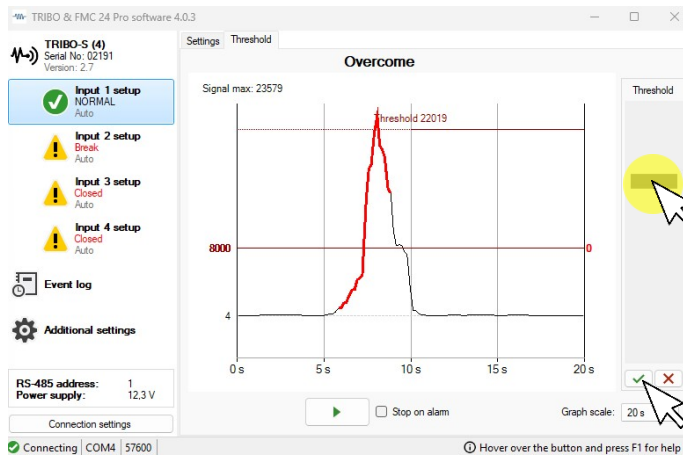 TRIBO & FMC 24 Pro software 4.0.3
TRIBO-S (4)
Serial No: 02191
Version: 2.7
Input 1 setup
NORMAL
Auto
Input 2 setup
Break
Auto
Input 3 setup
Closed
Auto
Input 4 setup
Closed
Auto
Event log
Additional settings
RS-485 address: 1
Power supply: 12,3 V
Connection settings
Settings Threshold
Overcome
Signal max: 23579
Threshold 22019
8000 0
4
0 s 5 s 10 s 15 s 20 s
Stop on alarm Graph scale: 20 s
Threshold
Connecting COM4 57600 Hover over the button and press F1 for help